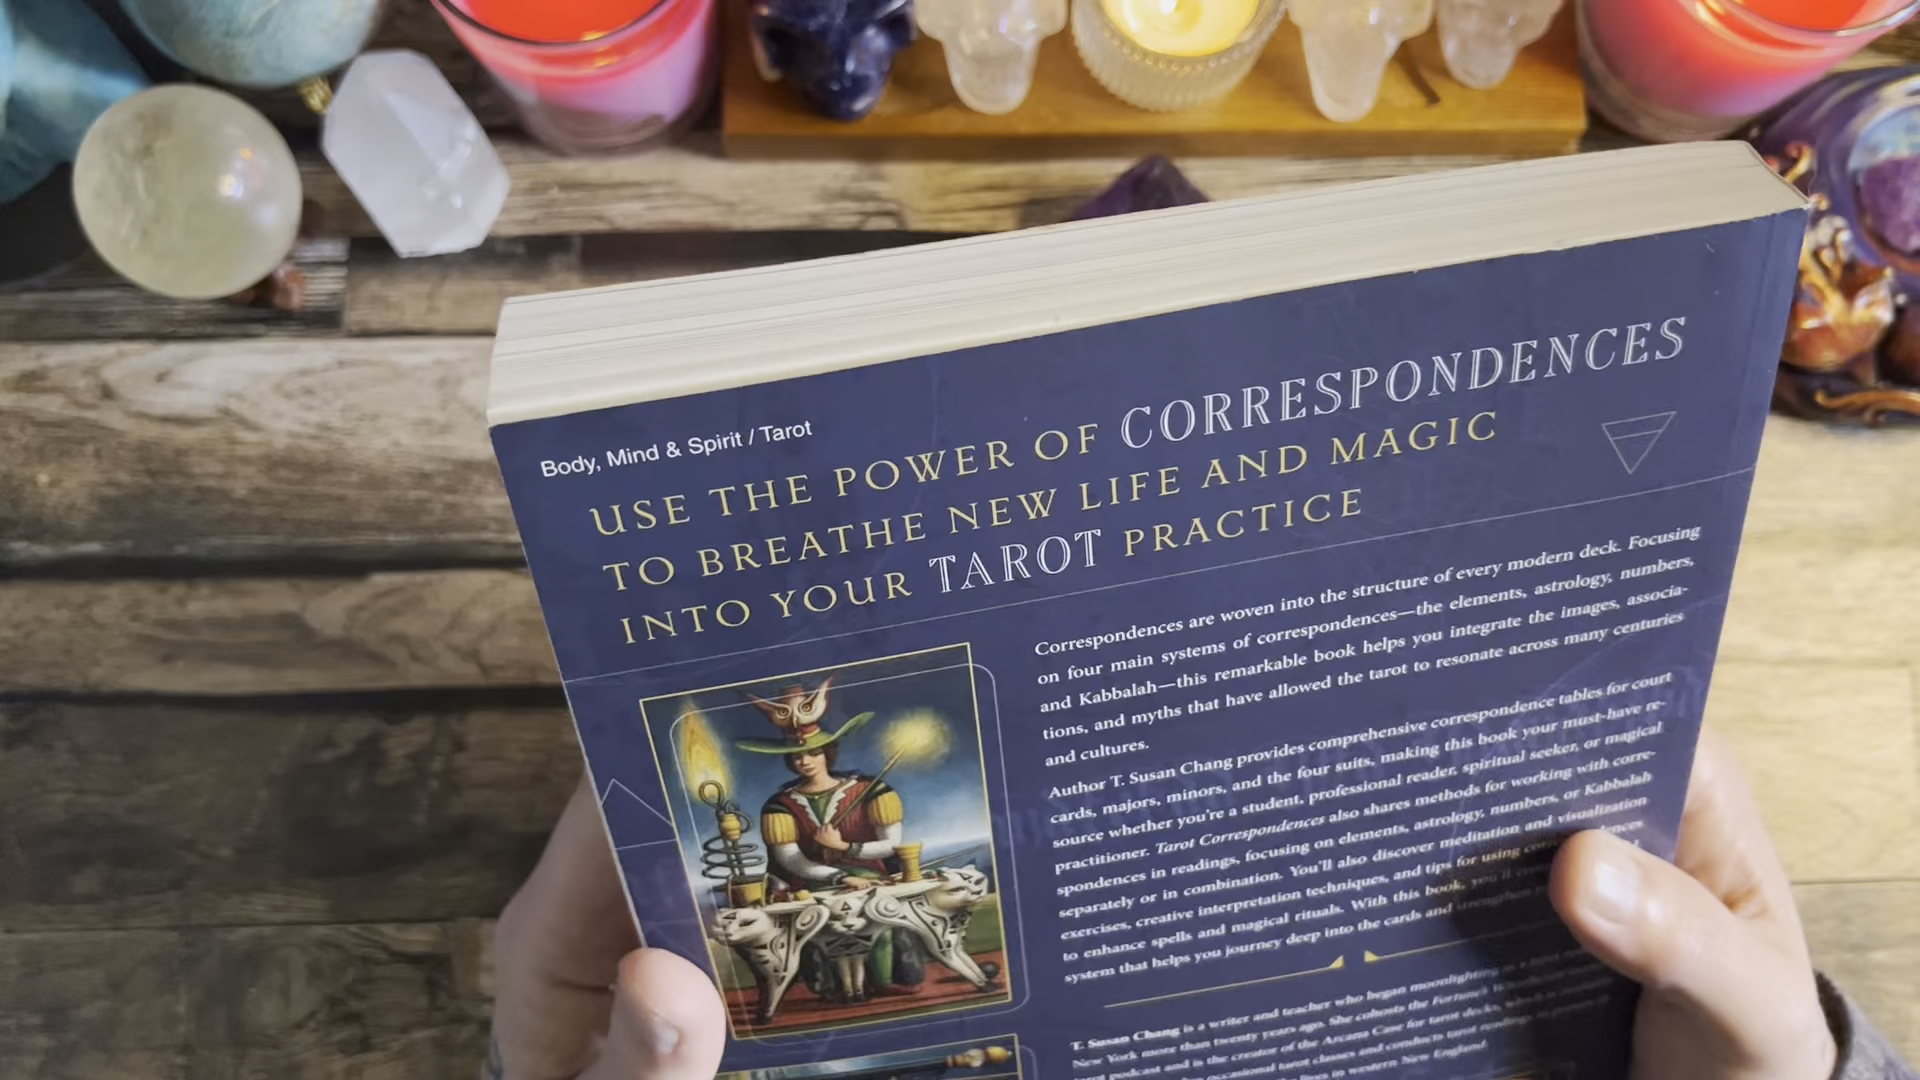 Body, Mind & Spirit / Tarot
USE THE POWER OF CORRESPONDENCES
TO BREATHE NEW LIFE AND MAGIC
INTO YOUR TAROT PRACTICE
Correspondences are woven into the structure of every modern deck. Focusing
on four main systems of correspondences—the elements, astrology, numbers,
and Kabbalah—this remarkable book helps you integrate the images, associa-
tions, and myths that have allowed the tarot to resonate across many centuries
and cultures.
Author T. Susan Chang provides comprehensive correspondence tables for court
cards, majors, minors, and the four suits, making this book your must-have re-
source whether you're a student, professional reader, spiritual seeker, or magical
practitioner. Tarot Correspondences also shares methods for working with corre-
spondences in readings, focusing on elements, astrology, numbers, or Kabbalah
separately or in combination. You'll also discover meditation and visualization
exercises, creative interpretation techniques, and tips for using
to enhance spells and magical rituals. With this book, you'll
system that helps you journey deep into the cards and strengthen
T. Susan Chang is a writer and teacher who began moonlighting as a tarot
New York more than twenty years ago. She cohosts the Fortune's
tarot podcast and is the creator of the Arcana Case for tarot decks, which
occasional tarot classes and conducts tarot readings
lives in western New England.